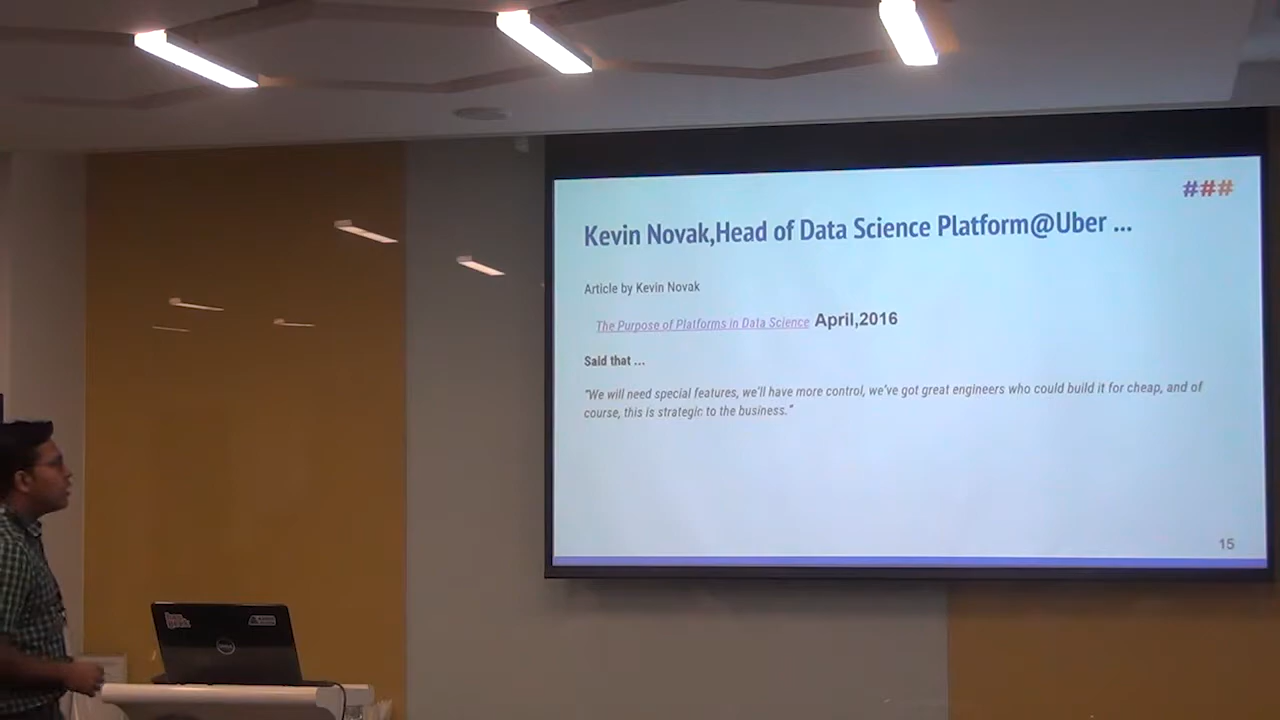 ###
Kevin Novak,Head of Data Science Platform@Uber ...
Article by Kevin Novak
The Purpose of Platforms in Data Science April,2016
Said that ...
"We will need special features, we'll have more control, we've got great engineers who could build it for cheap, and of
course, this is strategic to the business."
15
DELL